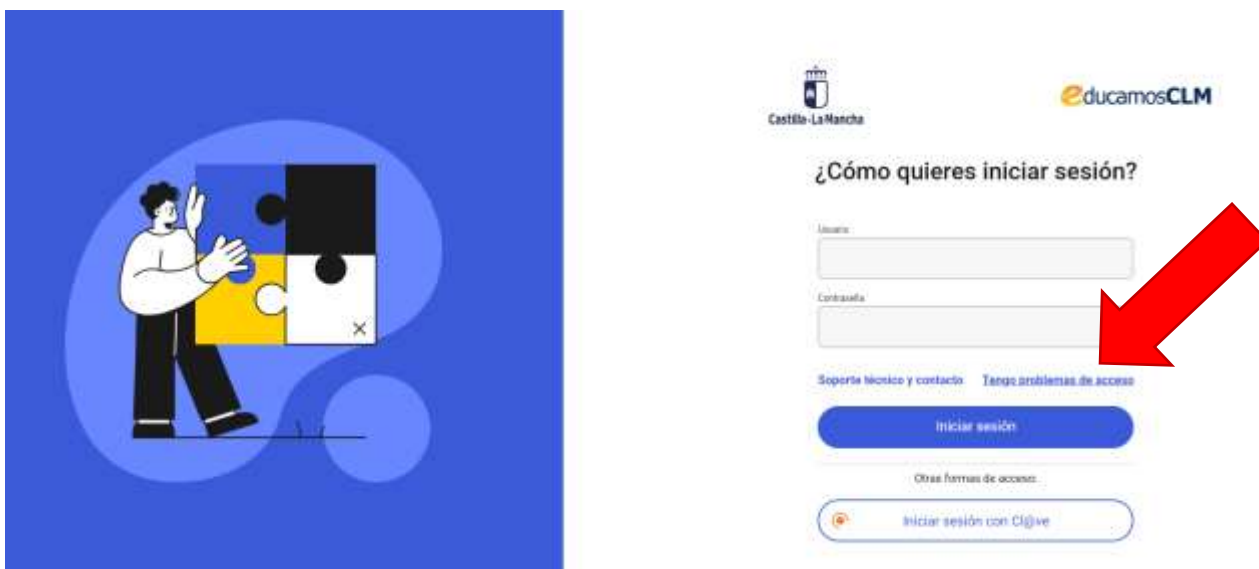 Castilla-La Mancha
educamosCLM
¿Cómo quieres iniciar sesión?
Usuario
Contraseña
Soporte técnico y contacto Tengo problemas de acceso
Iniciar sesión
Otras formas de acceso:
Iniciar sesión con Cl@ve